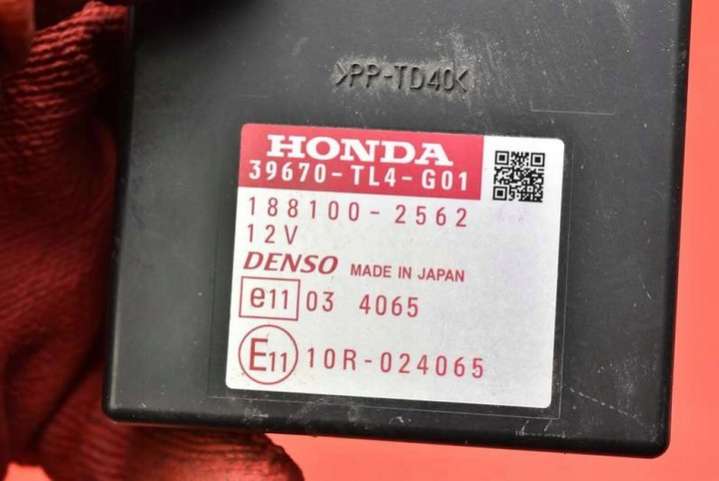 >PP-TD40<
HONDA
39670-TL4-G01
188100-2562
12V
DENSO MADE IN JAPAN
e11 03 4065
E11 10R-024065